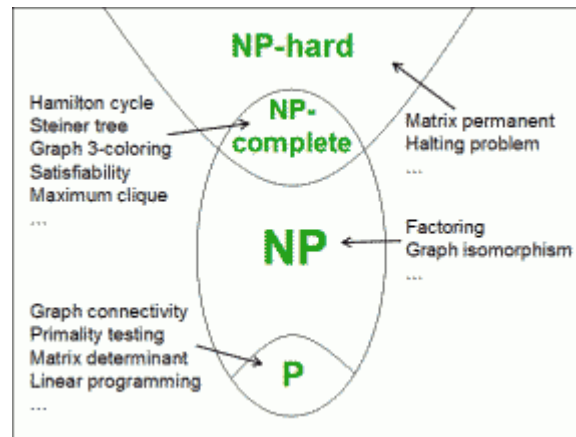 NP-hard
Hamilton cycle
Steiner tree
Graph 3-coloring
Satisfiability
Maximum clique
...
NP-
complete
Matrix permanent
Halting problem
...
NP
Factoring
Graph isomorphism
...
Graph connectivity
Primality testing
Matrix determinant
Linear programming
...
P